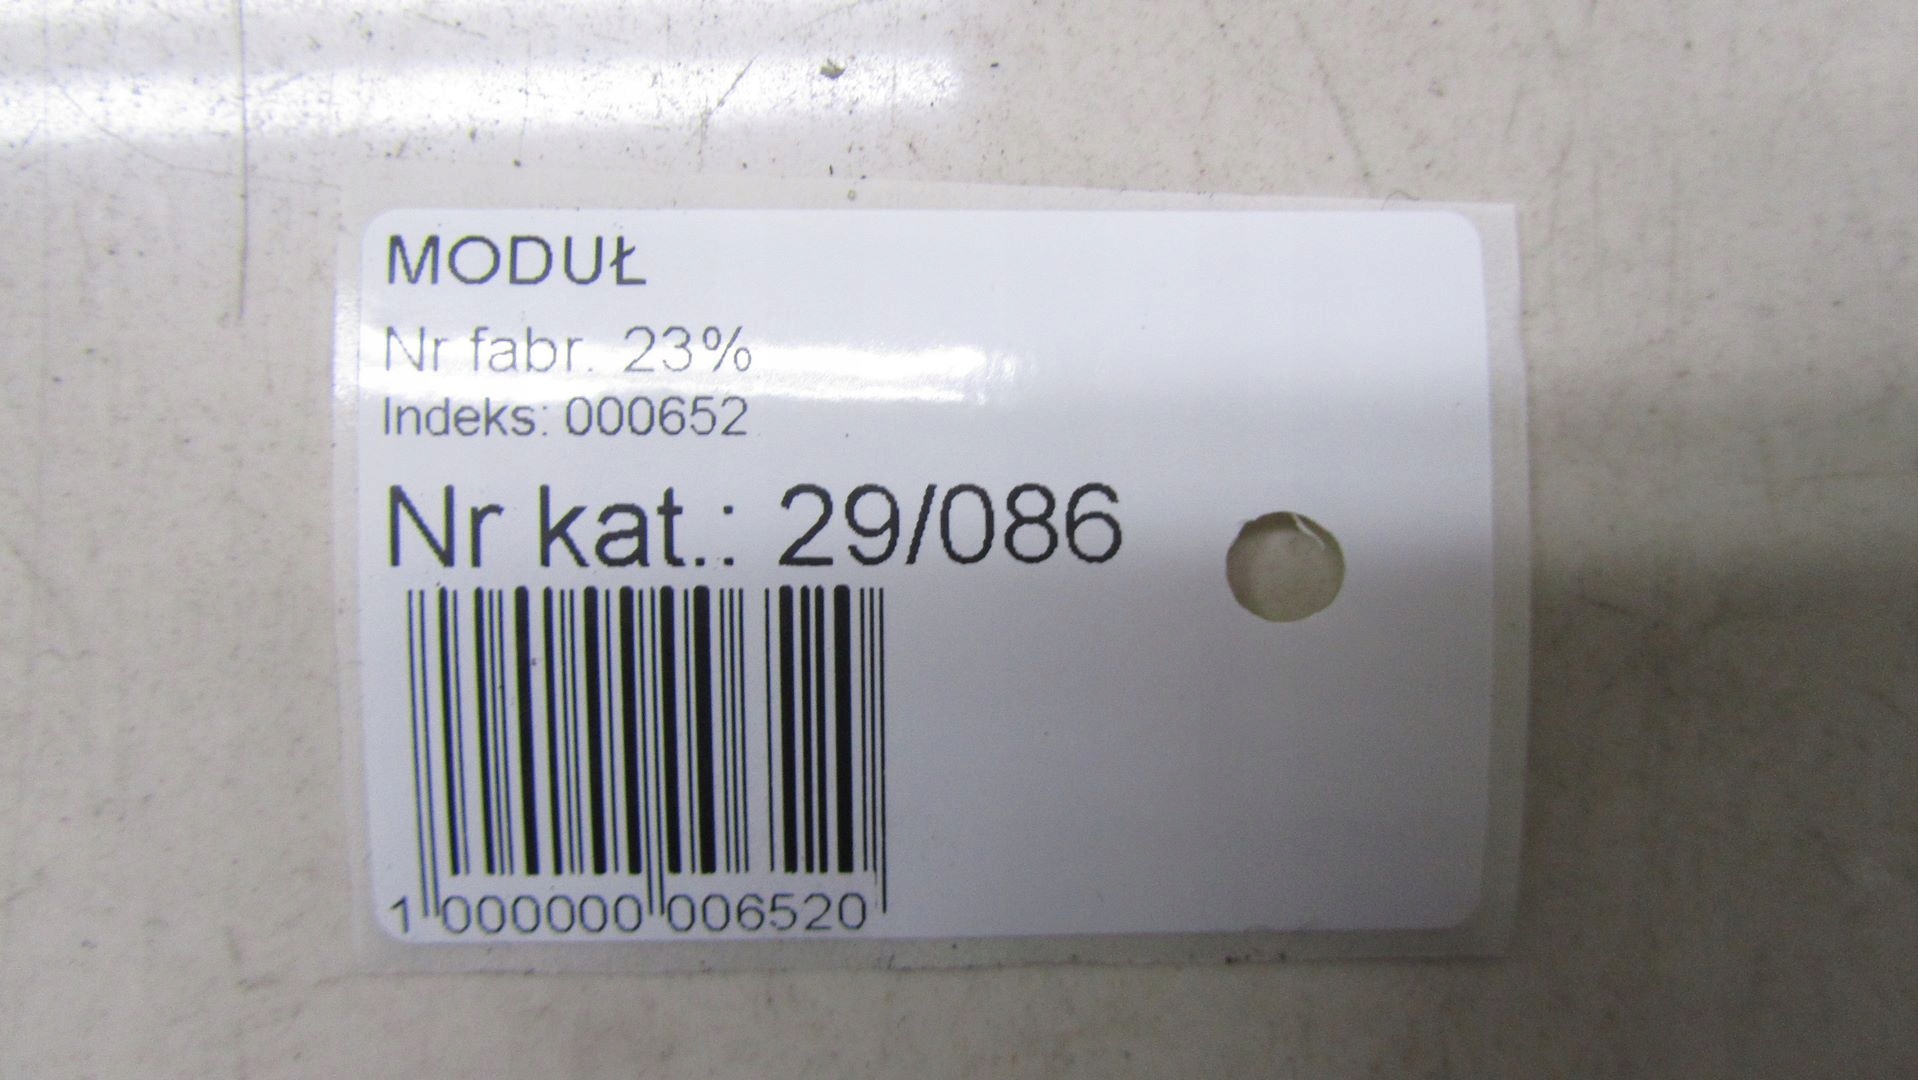 MODUŁ
Nr fabr. 23%
Indeks: 000652
Nr kat.: 29/086
1 000000 006520